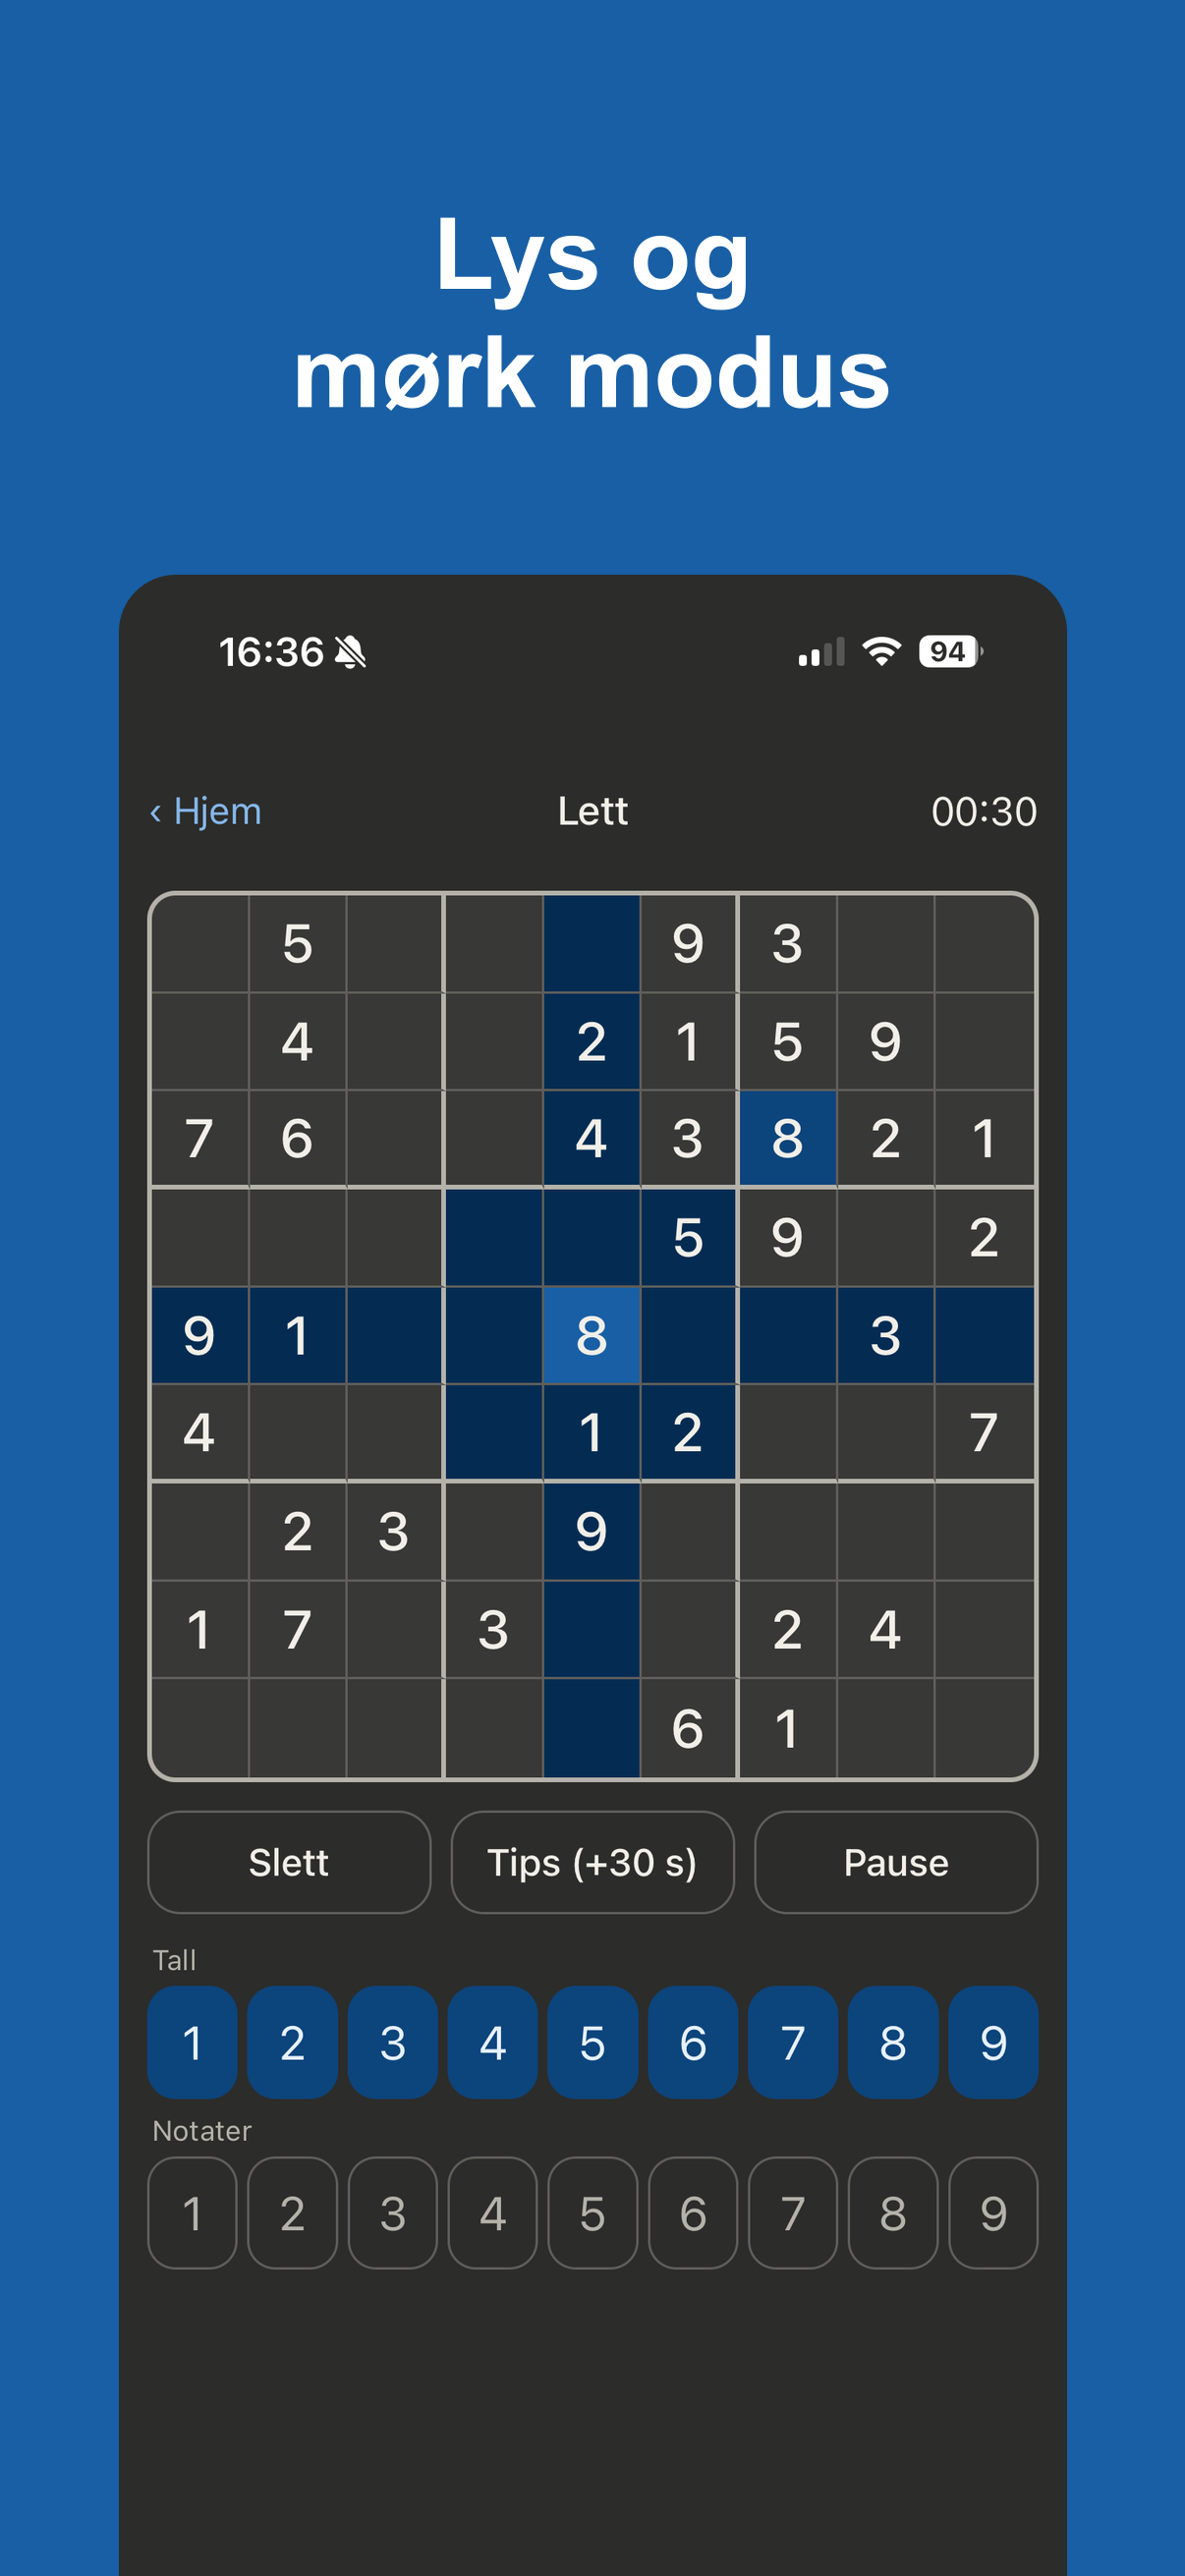 Lys og
mørk modus
16:36 94
‹ Hjem Lett 00:30
5 9 3
4 2 1 5 9
7 6 4 3 8 2 1
5 9 2
9 1 8 3
4 1 2 7
2 3 9
1 7 3 2 4
6 1
Slett Tips (+30 s) Pause
Tall
1 2 3 4 5 6 7 8 9
Notater
1 2 3 4 5 6 7 8 9